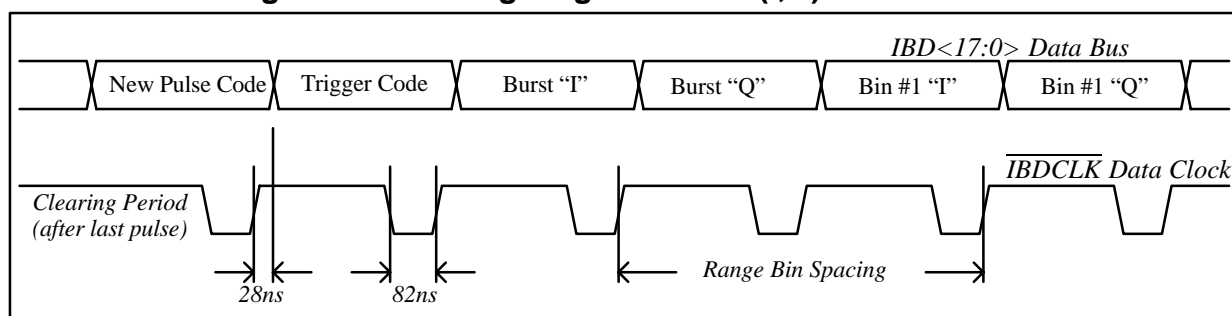 IBD<17:0> Data Bus
New Pulse Code
Trigger Code
Burst “I”
Burst “Q”
Bin #1 “I”
Bin #1 “Q”
IBDCLK Data Clock
Clearing Period
(after last pulse)
28ns
82ns
Range Bin Spacing